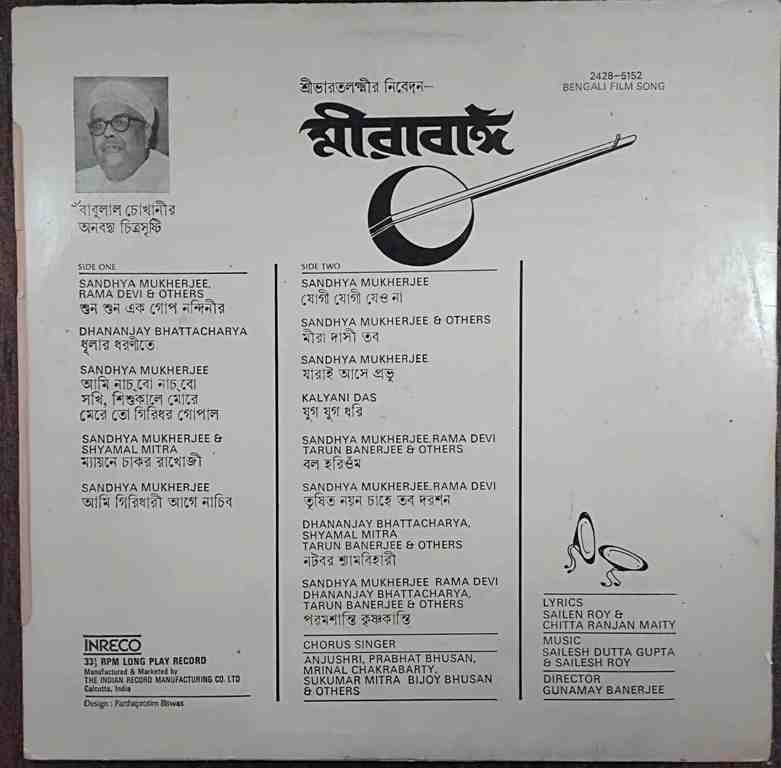 শ্রীভারতলক্ষ্মীর নিবেদন—
মীরাবাঈ
2428-5152
BENGALI FILM SONG
ঁবাবুলাল চোখানীর
অনবদ্য চিত্রসৃষ্টি
SIDE ONE
SANDHYA MUKHERJEE,
RAMA DEVI & OTHERS
শুন শুন এক গোপ নন্দিনীর
DHANANJAY BHATTACHARYA
ধূলার ধরণীতে
SANDHYA MUKHERJEE
আমি নাচ্‌বো নাচ্‌বো
সখি, শিশুকালে মোরে
মেরে তো গিরিধর গোপাল
SANDHYA MUKHERJEE &
SHYAMAL MITRA
ম্যায়নে চাকর রাখোজী
SANDHYA MUKHERJEE
আমি গিরিধারী আগে নাচিব
INRECO
33⅓ RPM LONG PLAY RECORD
Manufactured & Marketed by
THE INDIAN RECORD MANUFACTURING CO. LTD
Calcutta, India
Design : Parthapratim Biswas
SIDE TWO
SANDHYA MUKHERJEE
যোগী যোগী যেও না
SANDHYA MUKHERJEE & OTHERS
মীরা দাসী তব
SANDHYA MUKHERJEE
যারাই আসে প্রভু
KALYANI DAS
যুগ যুগ ধরি
SANDHYA MUKHERJEE,RAMA DEVI
TARUN BANERJEE & OTHERS
বল হরিওঁম
SANDHYA MUKHERJEE,RAMA DEVI
তৃষিত নয়ন চাহে তব দরশন
DHANANJAY BHATTACHARYA,
SHYAMAL MITRA
TARUN BANERJEE & OTHERS
নটবর শ্যামবিহারী
SANDHYA MUKHERJEE RAMA DEVI
DHANANJAY BHATTACHARYA,
TARUN BANERJEE & OTHERS
পরমশান্তি কৃষ্ণকান্তি
CHORUS SINGER
ANJUSHRI, PRABHAT BHUSAN,
MRINAL CHAKRABARTY,
SUKUMAR MITRA BIJOY BHUSAN
& OTHERS
LYRICS
SAILEN ROY &
CHITTA RANJAN MAITY
MUSIC
SAILESH DUTTA GUPTA
& SAILESH ROY
DIRECTOR
GUNAMAY BANERJEE